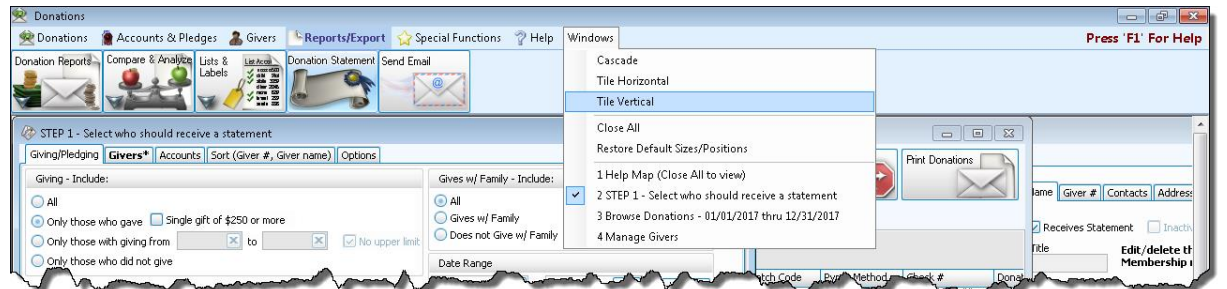 Donations
Donations Accounts & Pledges Givers Reports/Export Special Functions Help Windows Press 'F1' For Help
Donation Reports Compare & Analyze Lists & Labels Donation Statement Send Email
Cascade
Tile Horizontal
Tile Vertical
Close All
Restore Default Sizes/Positions
1 Help Map (Close All to view)
2 STEP 1 - Select who should receive a statement
3 Browse Donations - 01/01/2017 thru 12/31/2017
4 Manage Givers
STEP 1 - Select who should receive a statement
Giving/Pledging Givers* Accounts Sort (Giver #, Giver name) Options
Giving - Include:
All
Only those who gave Single gift of $250 or more
Only those with giving from to No upper limit
Only those who did not give
Gives w/ Family - Include:
All
Gives w/ Family
Does not Give w/ Family
Date Range
Print Donations
Giver # Contacts Address
Receives Statement
Edit/delete
Membership
Check #